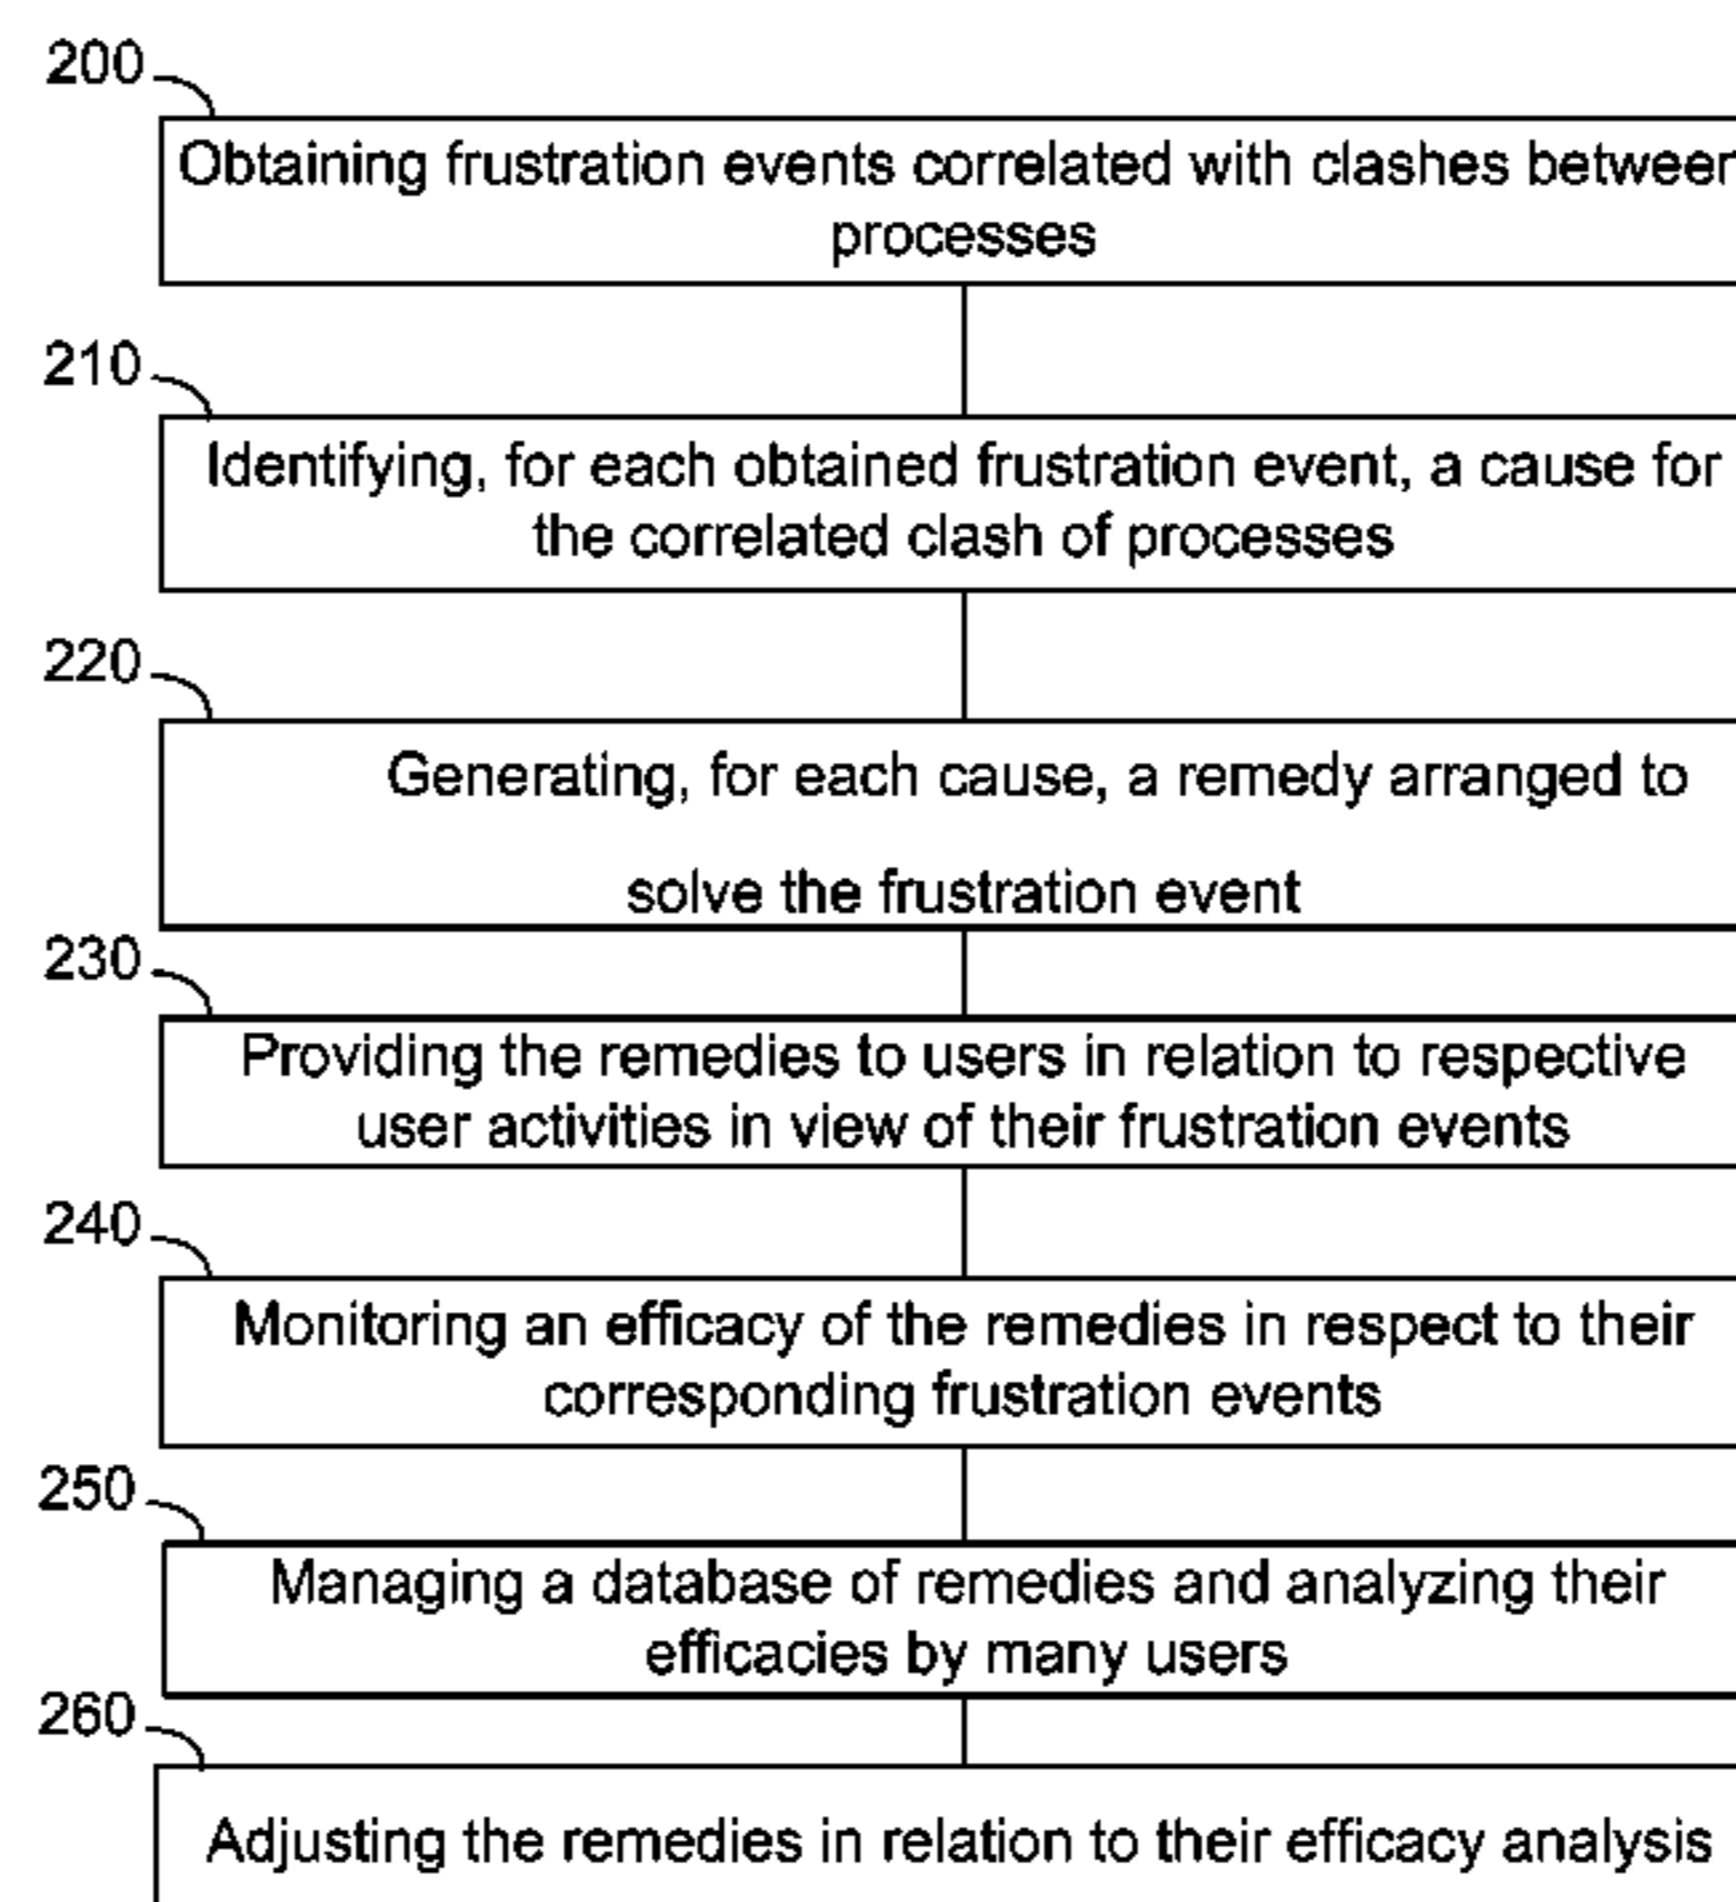 200
Obtaining frustration events correlated with clashes between
processes
210
Identifying, for each obtained frustration event, a cause for
the correlated clash of processes
220
Generating, for each cause, a remedy arranged to
solve the frustration event
230
Providing the remedies to users in relation to respective
user activities in view of their frustration events
240
Monitoring an efficacy of the remedies in respect to their
corresponding frustration events
250
Managing a database of remedies and analyzing their
efficacies by many users
260
Adjusting the remedies in relation to their efficacy analysis